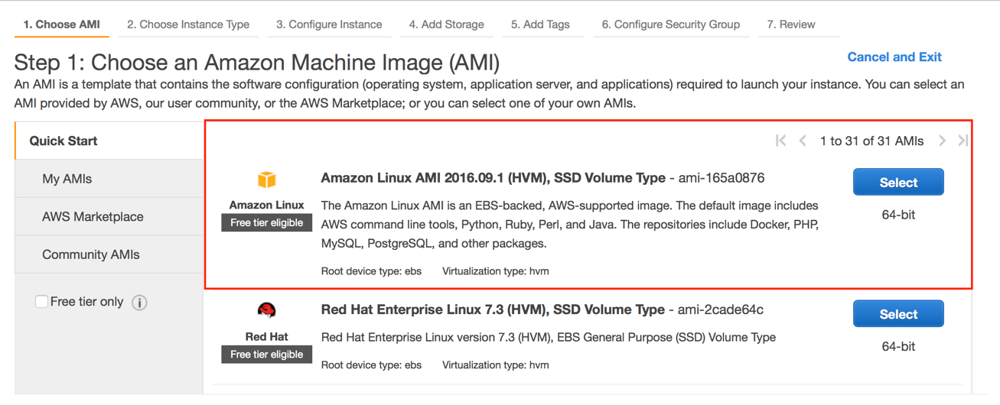 1. Choose AMI 2. Choose Instance Type 3. Configure Instance 4. Add Storage 5. Add Tags 6. Configure Security Group 7. Review
Step 1: Choose an Amazon Machine Image (AMI)
Cancel and Exit
An AMI is a template that contains the software configuration (operating system, application server, and applications) required to launch your instance. You can select an
AMI provided by AWS, our user community, or the AWS Marketplace; or you can select one of your own AMIs.
Quick Start
My AMIs
AWS Marketplace
Community AMIs
Free tier only
1 to 31 of 31 AMIs
Amazon Linux
Free tier eligible
Amazon Linux AMI 2016.09.1 (HVM), SSD Volume Type - ami-165a0876
The Amazon Linux AMI is an EBS-backed, AWS-supported image. The default image includes
AWS command line tools, Python, Ruby, Perl, and Java. The repositories include Docker, PHP,
MySQL, PostgreSQL, and other packages.
Root device type: ebs Virtualization type: hvm
Select
64-bit
Red Hat
Free tier eligible
Red Hat Enterprise Linux 7.3 (HVM), SSD Volume Type - ami-2cade64c
Red Hat Enterprise Linux version 7.3 (HVM), EBS General Purpose (SSD) Volume Type
Root device type: ebs Virtualization type: hvm
Select
64-bit